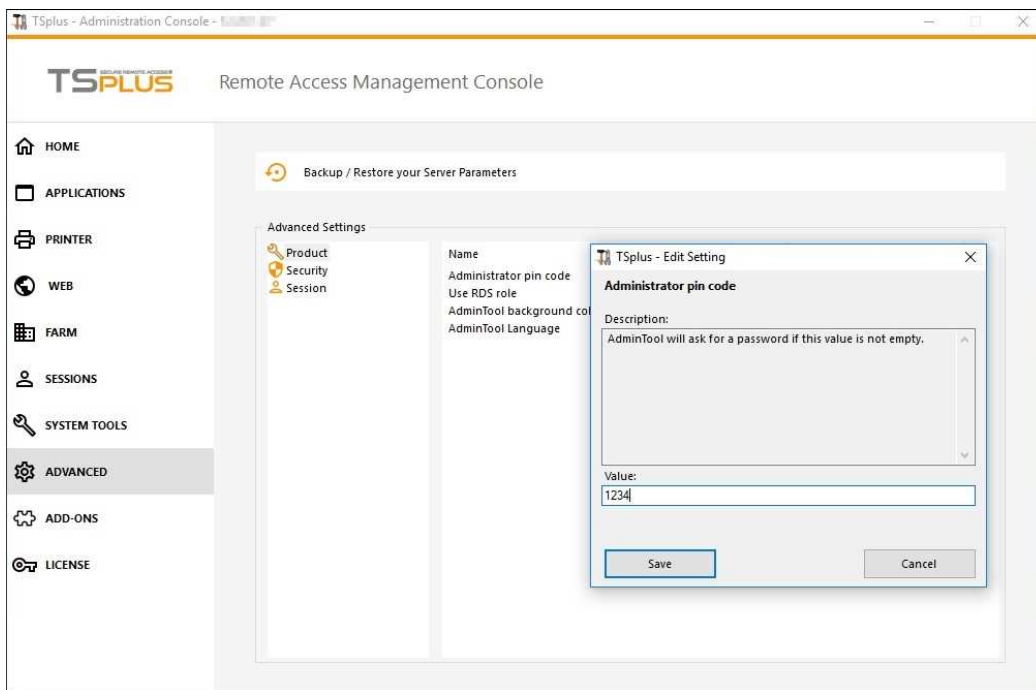 TSplus - Administration Console -
TSPLUS
SECURE REMOTE ACCESS
Remote Access Management Console
HOME
APPLICATIONS
PRINTER
WEB
FARM
SESSIONS
SYSTEM TOOLS
ADVANCED
ADD-ONS
LICENSE
Backup / Restore your Server Parameters
Advanced Settings
Product
Security
Session
Name
Administrator pin code
Use RDS role
AdminTool background
AdminTool Language
TSplus - Edit Setting
Administrator pin code
Description:
AdminTool will ask for a password if this value is not empty.
Value:
1234
Save
Cancel